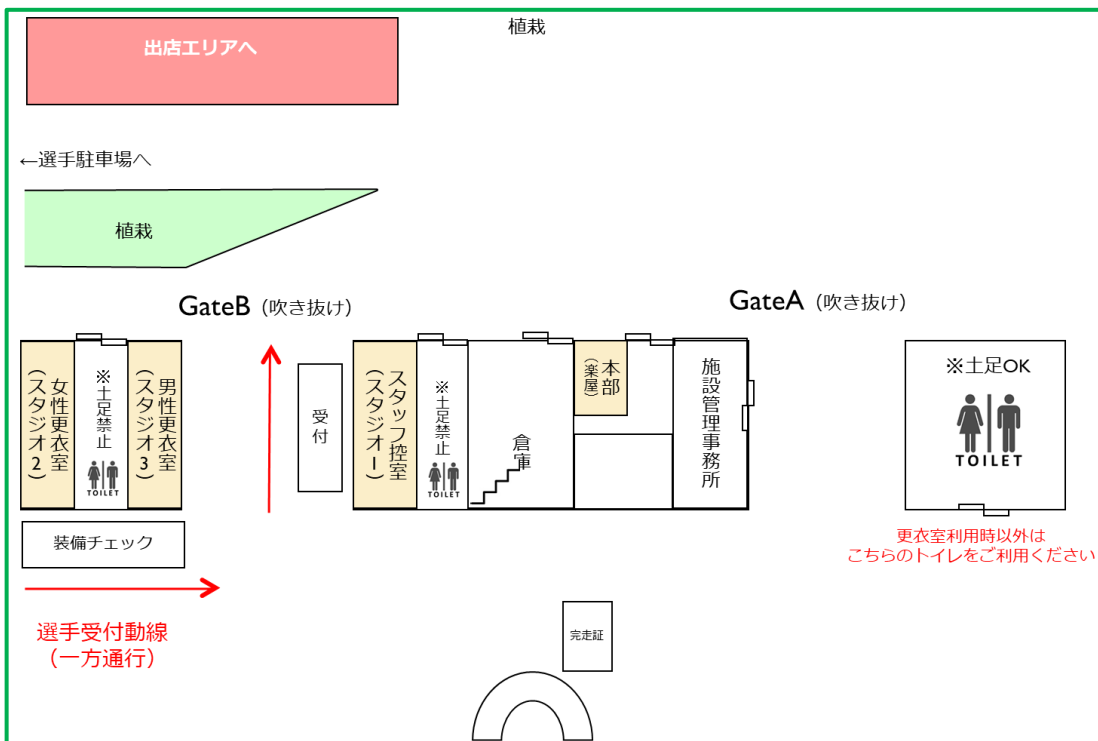 植栽
出店エリアへ
←選手駐車場へ
植栽
GateB（吹き抜け）
GateA（吹き抜け）
女性更衣室
（スタジオ2）
※土足禁止
TOILET
男性更衣室
（スタジオ3）
受付
スタッフ控室
（スタジオ1）
※土足禁止
TOILET
倉庫
本部
（楽屋）
施設管理事務所
※土足OK
TOILET
更衣室利用時以外は
こちらのトイレをご利用ください
装備チェック
選手受付動線
（一方通行）
完走証